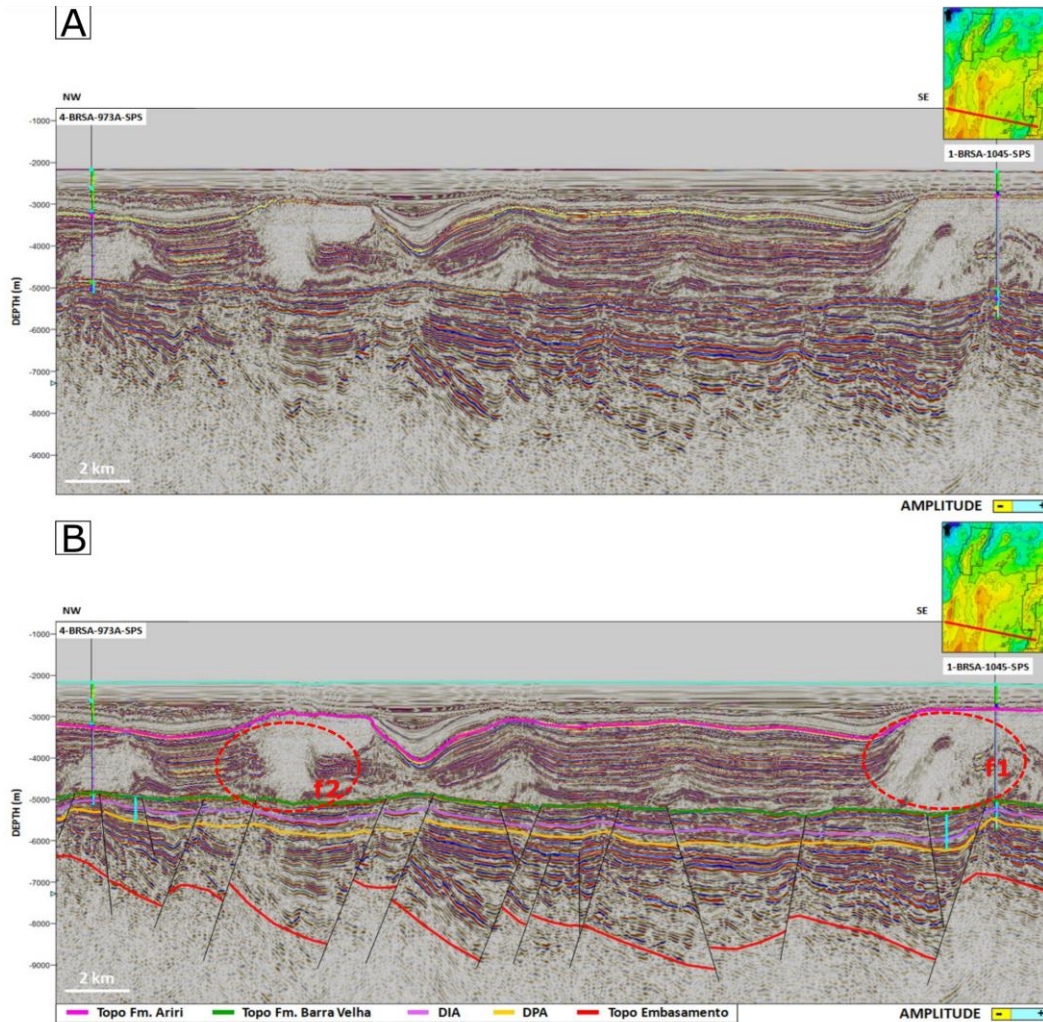 A
NW
SE
4-BRSA-973A-SPS
1-BRSA-1045-SPS
-1000
-2000
-3000
-4000
-5000
-6000
-7000
-8000
-9000
DEPTH (m)
2 km
AMPLITUDE - +
B
NW
SE
4-BRSA-973A-SPS
1-BRSA-1045-SPS
-1000
-2000
-3000
-4000
-5000
-6000
-7000
-8000
-9000
DEPTH (m)
f2
f1
2 km
Topo Fm. Ariri Topo Fm. Barra Velha DIA DPA Topo Embasamento
AMPLITUDE - +